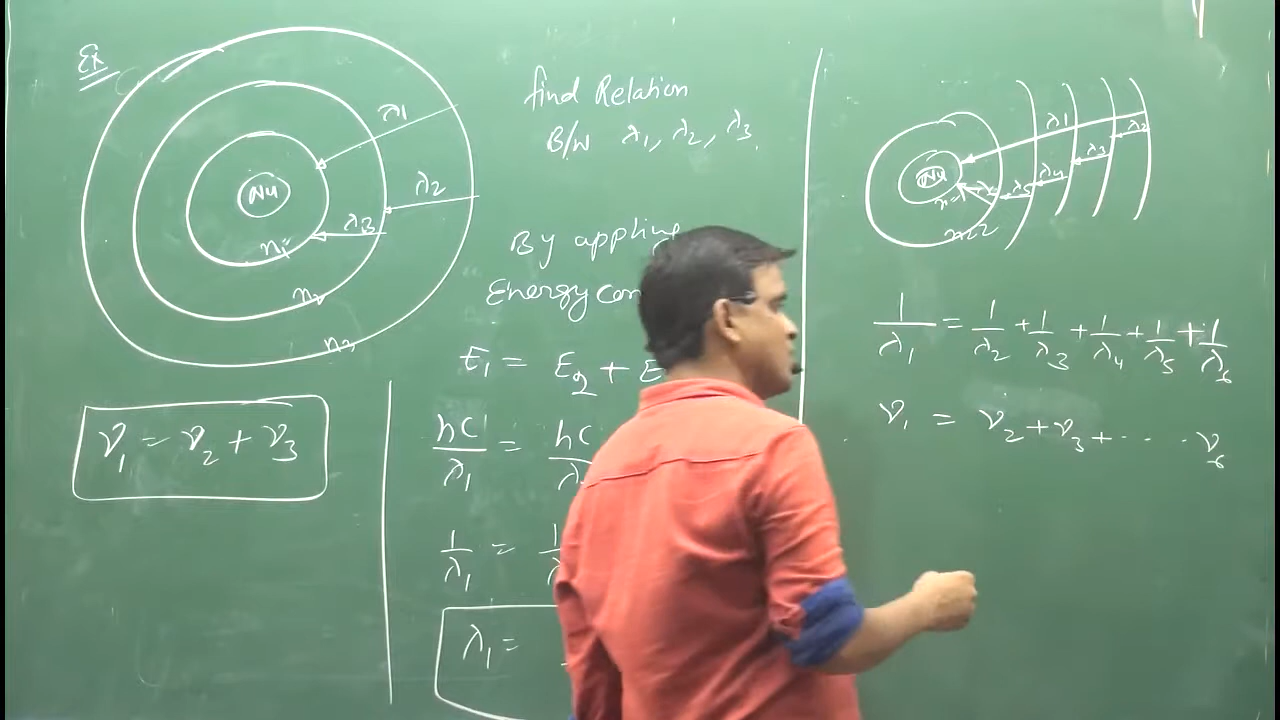 Ex
λ1
λ2
λ3
Nu
n1
n2
n3
ν₁ = ν₂ + ν₃
find Relation
B/w λ1, λ2, λ3.
By appling
Energy con
E₁ = E₂ + E
hc/λ₁ = hc/λ
1/λ₁ = 1/λ
λ₁ =
λ1
λ2
λ3
λ4
λ5
Nu
n=1
n=2
1/λ₁ = 1/λ₂ + 1/λ₃ + 1/λ₄ + 1/λ₅ + 1/λ₆
ν₁ = ν₂ + ν₃ + ---- ν₆